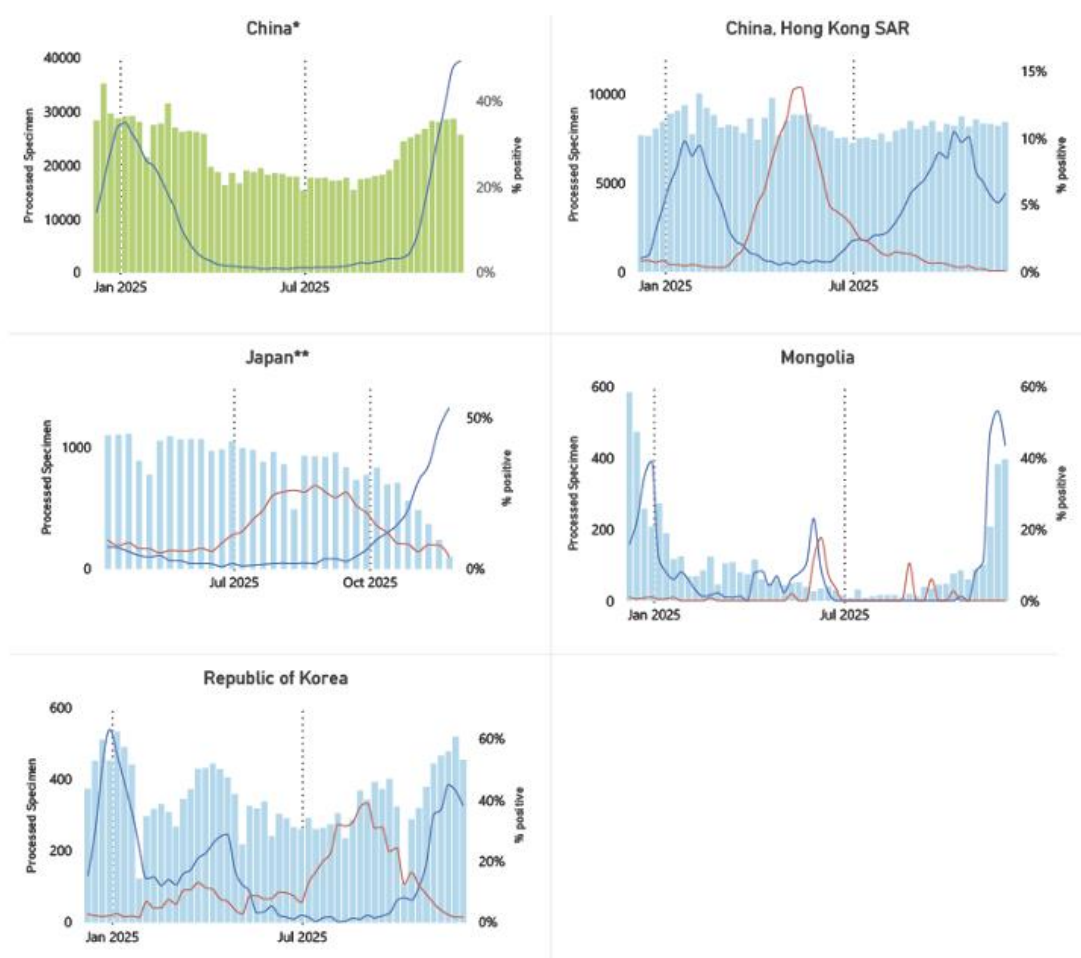 China*
40000
30000
20000
10000
0
Processed Specimen
40%
20%
0%
% positive
Jan 2025
Jul 2025
China, Hong Kong SAR
10000
5000
0
Processed Specimen
15%
10%
5%
0%
% positive
Jan 2025
Jul 2025
Japan**
1000
0
Processed Specimen
50%
0%
% positive
Jul 2025
Oct 2025
Mongolia
600
400
200
0
Processed Specimen
60%
40%
20%
0%
% positive
Jan 2025
Jul 2025
Republic of Korea
600
400
200
0
Processed Specimen
60%
40%
20%
0%
% positive
Jan 2025
Jul 2025